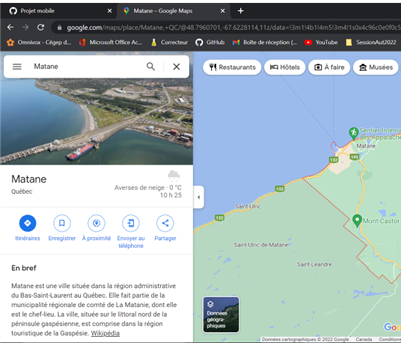 Projet mobile
Matane – Google Maps
google.com/maps/place/Matane,+QC/@48.7960701,-67.6228114,11z/data=!3m1!4b1!4m5!3m4!1s0x4c96c0e0f0c5
Omnivox - Cégep d...
Microsoft Office Ac...
Correcteur
GitHub
Boîte de réception (...
YouTube
SessionAut2022
Matane
Restaurants
Hôtels
À faire
Musées
Matane
Québec
Averses de neige · 0 °C
10 h 25
Itinéraires
Enregistrer
À proximité
Envoyer au
téléphone
Partager
En bref
Matane est une ville située dans la région administrative
du Bas-Saint-Laurent au Québec. Elle fait partie de la
municipalité régionale de comté de La Matanie, dont elle
est le chef-lieu. La ville, située sur le littoral nord de la
péninsule gaspésienne, est comprise dans la région
touristique de la Gaspésie. Wikipédia
Matane
Saint-Ulric
Mont Castor
Saint-Ulric-de-Matane
Saint-Léandre
Données
géogra-
phiques
Données cartographiques © 2022 Google
Canada
Conditions